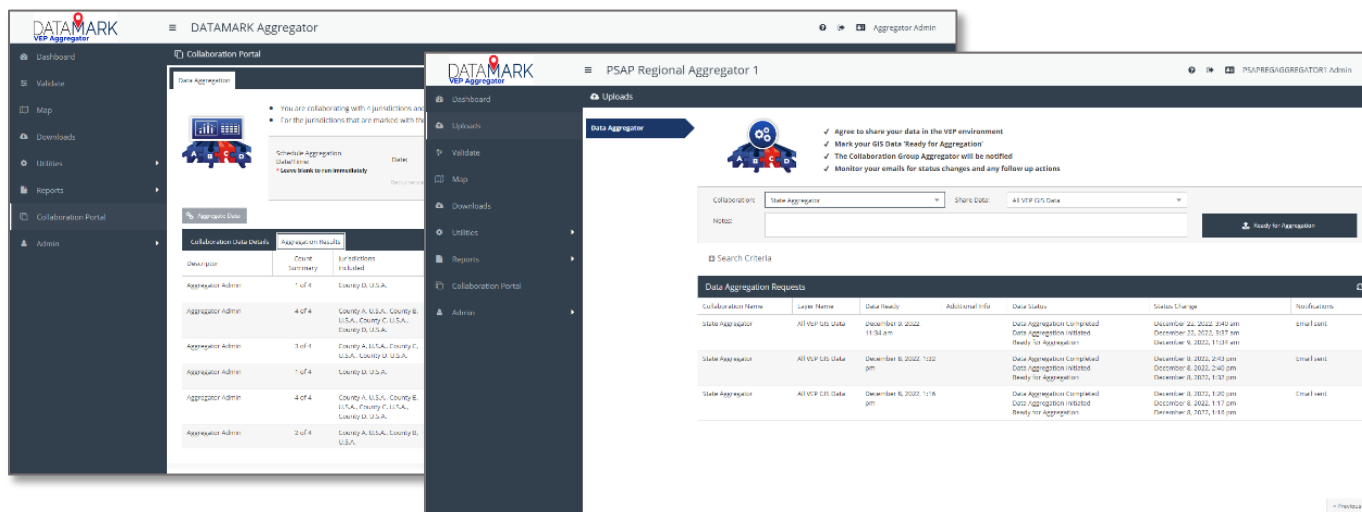 DATAMARK
VEP Aggregator
≡ DATAMARK Aggregator
Aggregator Admin
Dashboard
Validate
Map
Downloads
Utilities
Reports
Collaboration Portal
Admin
Collaboration Portal
Data Aggregation
• You are collaborating with 4 jurisdictions and
• For the jurisdictions that are marked with the
A B C D
Schedule Aggregation
Date/Time:
Date:
* Leave blank to run immediately
Aggregate Data
Collaboration Data Details Aggregation Results
Descriptor Count Summary Jurisdictions Included
Aggregator Admin 1 of 4 County D, U.S.A.
Aggregator Admin 4 of 4 County A, U.S.A., County B,
U.S.A., County C, U.S.A.,
County D, U.S.A.
Aggregator Admin 3 of 4 County A, U.S.A., County C,
U.S.A., County D, U.S.A.
Aggregator Admin 1 of 4 County D, U.S.A.
Aggregator Admin 4 of 4 County A, U.S.A., County B,
U.S.A., County C, U.S.A.,
County D, U.S.A.
Aggregator Admin 2 of 4 County A, U.S.A., County B,
U.S.A.
DATAMARK
VEP Aggregator
≡ PSAP Regional Aggregator 1
PSAPREGAGGREGATOR1 Admin
Dashboard
Uploads
Validate
Map
Downloads
Utilities
Reports
Collaboration Portal
Admin
Uploads
Data Aggregator
A B C D
✓ Agree to share your data in the VEP environment
✓ Mark your GIS Data 'Ready for Aggregation'
✓ The Collaboration Group Aggregator will be notified
✓ Monitor your emails for status changes and any follow up actions
Collaboration: State Aggregator Share Data: All VEP GIS Data
Notes:
Ready for Aggregation
Search Criteria
Data Aggregation Requests
Collaboration Name Layer Name Data Ready Additional Info Data Status Status Change Notifications
State Aggregator All VEP GIS Data December 9, 2022, Data Aggregation Completed December 22, 2022, 3:40 am Email sent
11:34 am Data Aggregation Initiated December 22, 2022, 3:37 am
Ready for Aggregation December 9, 2022, 11:34 am
State Aggregator All VEP GIS Data December 8, 2022, 1:32 Data Aggregation Completed December 8, 2022, 2:43 pm Email sent
pm Data Aggregation Initiated December 8, 2022, 2:40 pm
Ready for Aggregation December 8, 2022, 1:32 pm
State Aggregator All VEP GIS Data December 8, 2022, 1:16 Data Aggregation Completed December 8, 2022, 1:20 pm Email sent
pm Data Aggregation Initiated December 8, 2022, 1:17 pm
Ready for Aggregation December 8, 2022, 1:16 pm
« Previous